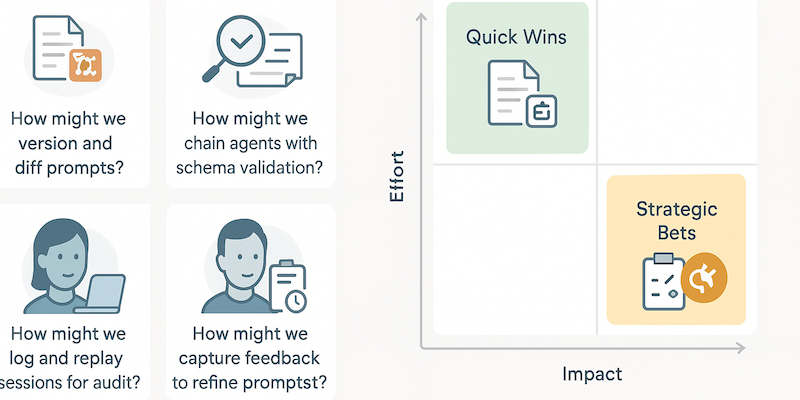 How might we
version and
diff prompts?
How might we
chain agents with
schema validation?
How might we
log and replay
sessions for audit?
How might we
capture feedback
to refine promptst?
Effort
Quick Wins
Strategic
Bets
Impact